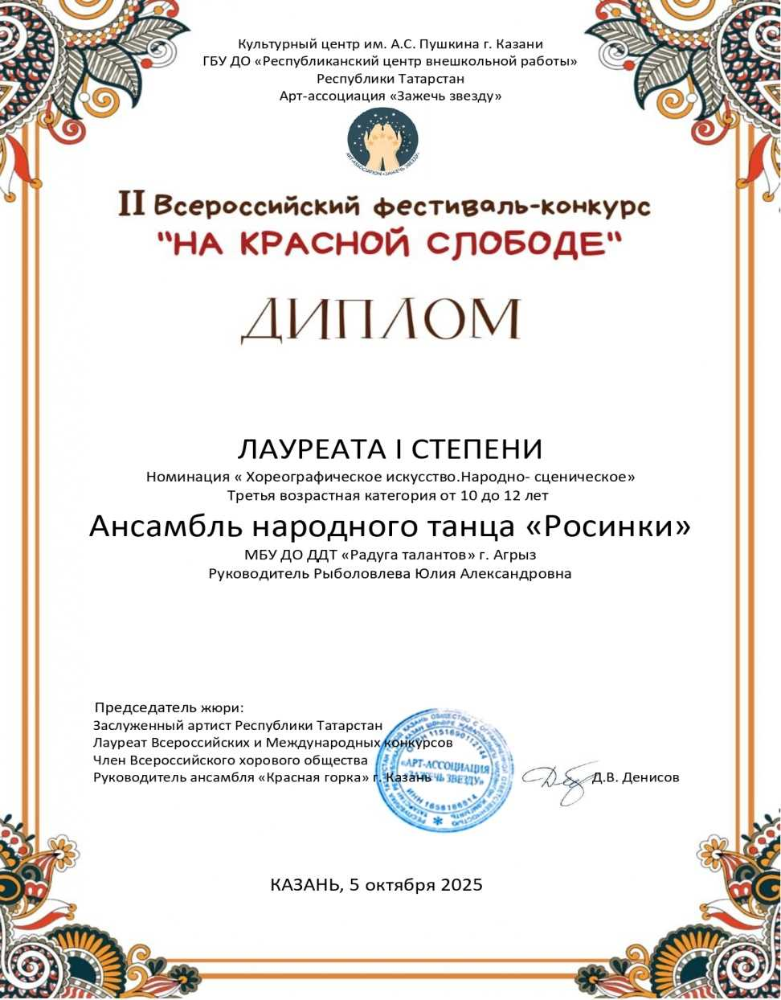 Культурный центр им. А.С. Пушкина г. Казани
ГБУ ДО «Республиканский центр внешкольной работы»
Республики Татарстан
Арт-ассоциация «Зажечь звезду»
ART-ASSOCIATION «ЗАЖЕЧЬ ЗВЕЗДУ»
II Всероссийский фестиваль-конкурс
"НА КРАСНОЙ СЛОБОДЕ"
ДИПЛОМ
ЛАУРЕАТА I СТЕПЕНИ
Номинация « Хореографическое искусство.Народно- сценическое»
Третья возрастная категория от 10 до 12 лет
Ансамбль народного танца «Росинки»
МБУ ДО ДДТ «Радуга талантов» г. Агрыз
Руководитель Рыболовлева Юлия Александровна
Председатель жюри:
Заслуженный артист Республики Татарстан
Лауреат Всероссийских и Международных конкурсов
Член Всероссийского хорового общества
Руководитель ансамбля «Красная горка» г. Казань
Д.В. Денисов
«АРТ-АССОЦИАЦИЯ
«ЗАЖЕЧЬ ЗВЕЗДУ»
КАЗАНЬ, 5 октября 2025